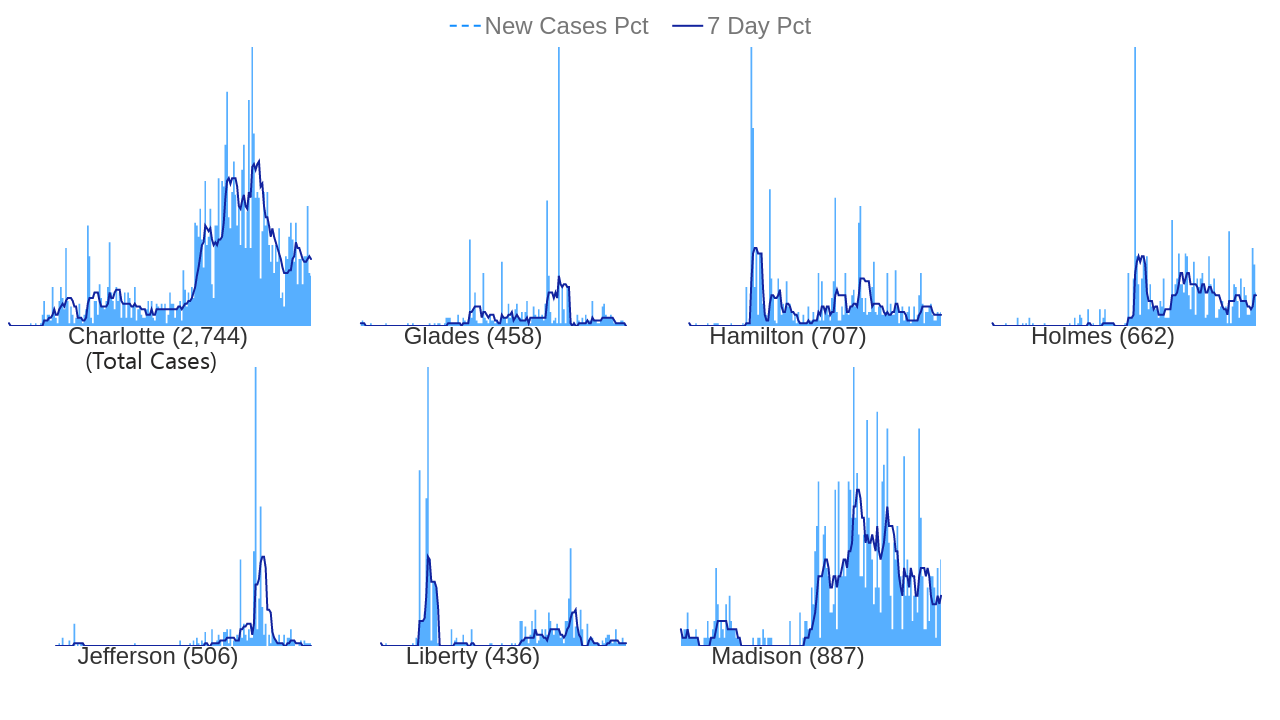 New Cases Pct 7 Day Pct
Charlotte (2,744) Glades (458) Hamilton (707) Holmes (662)
(Total Cases)
Jefferson (506) Liberty (436) Madison (887)